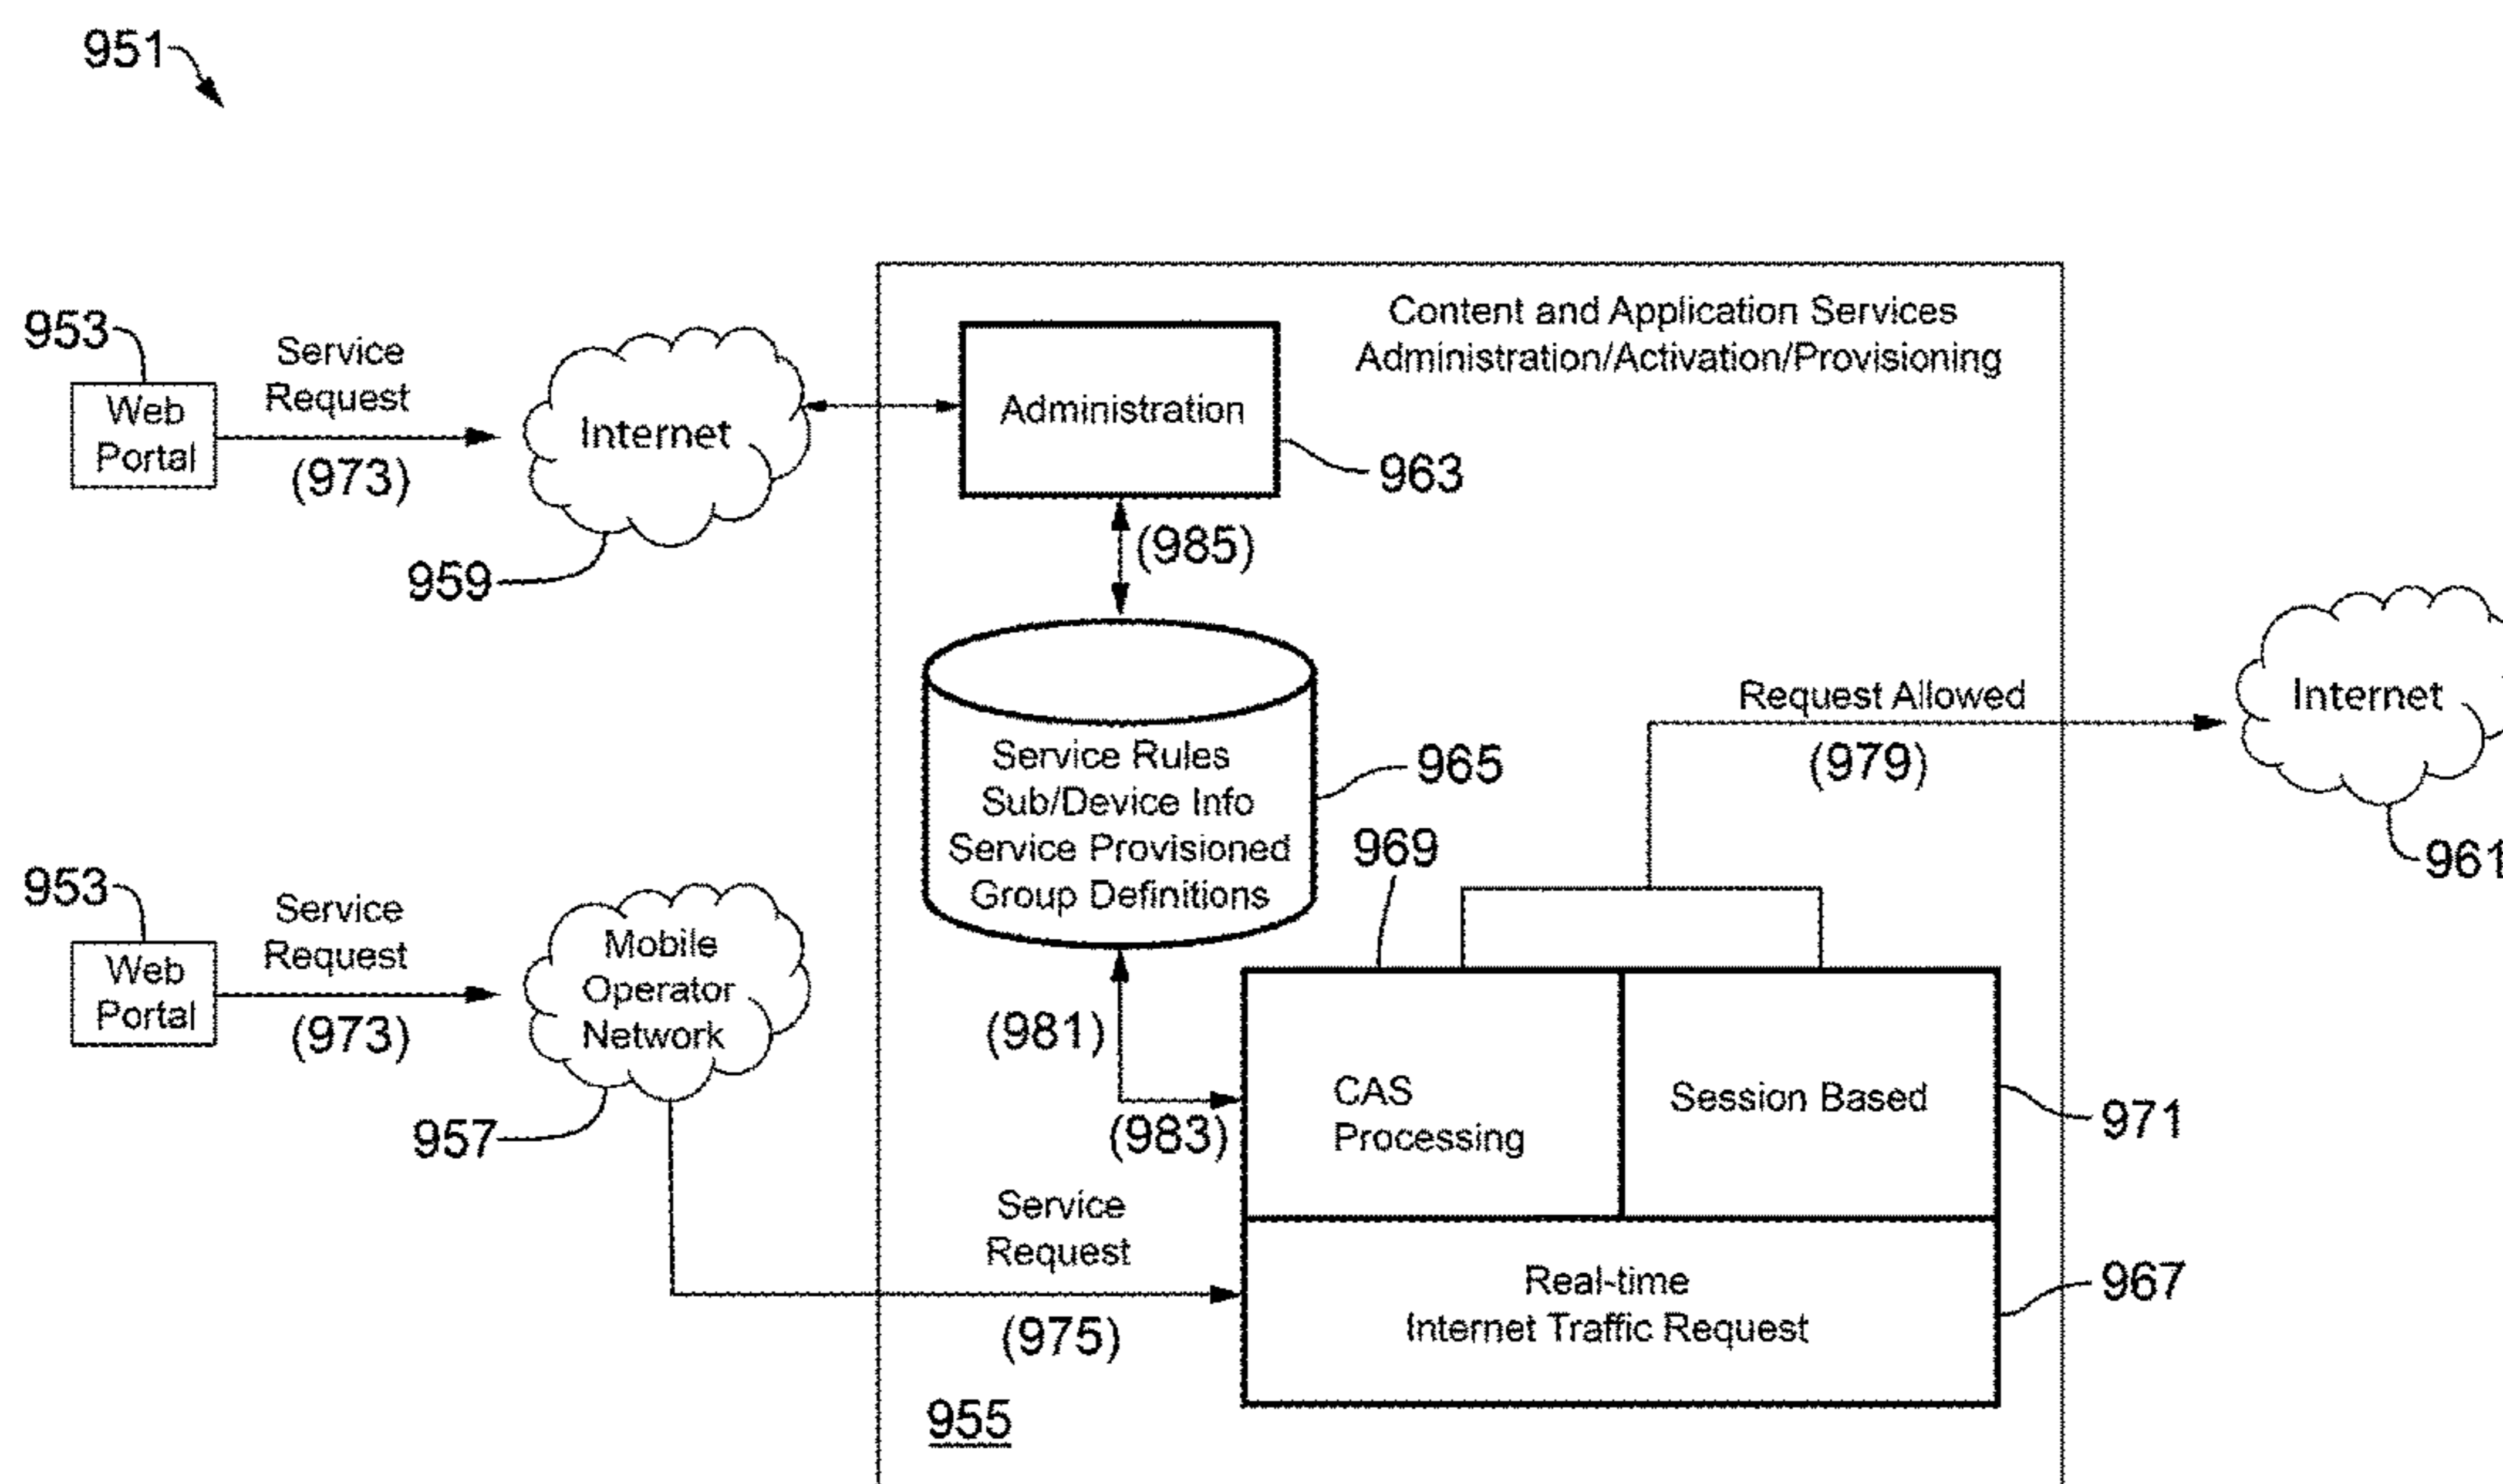 951
Content and Application Services
Administration/Activation/Provisioning
953
Web
Portal
Service
Request
(973)
Internet
959
Administration
963
(985)
Service Rules
Sub/Device Info
Service Provisioned
Group Definitions
965
Request Allowed
(979)
Internet
961
953
Web
Portal
Service
Request
(973)
Mobile
Operator
Network
957
(981)
(983)
969
CAS
Processing
Session Based
971
Service
Request
(975)
Real-time
Internet Traffic Request
967
955